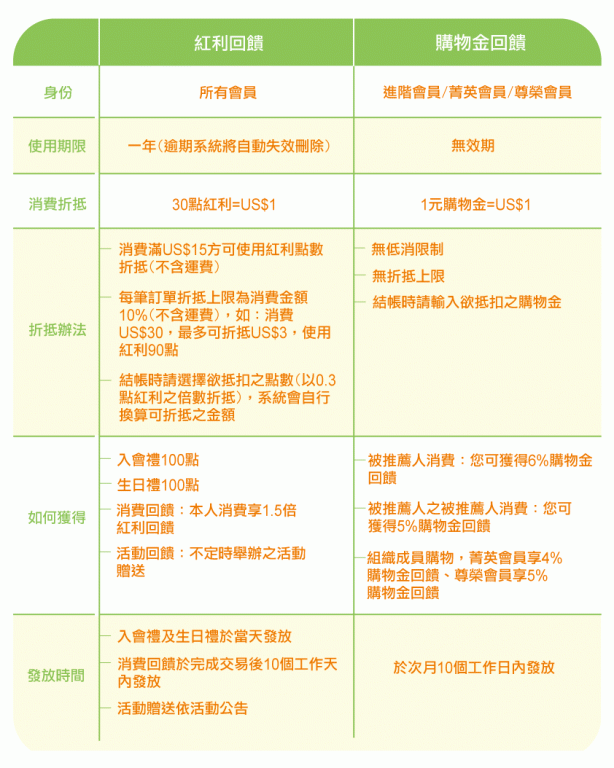 紅利回饋
購物金回饋
身份
所有會員
進階會員/菁英會員/尊榮會員
使用期限
一年(逾期系統將自動失效刪除)
無效期
消費折抵
30點紅利=US$1
1元購物金=US$1
折抵辦法
消費滿US$15方可使用紅利點數
折抵(不含運費)
每筆訂單折抵上限為消費金額
10%(不含運費)，如：消費
US$30，最多可折抵US$3，使用
紅利90點
結帳時請選擇欲抵扣之點數(以0.3
點紅利之倍數折抵)，系統會自行
換算可折抵之金額
無低消限制
無折抵上限
結帳時請輸入欲抵扣之購物金
如何獲得
入會禮100點
生日禮100點
消費回饋：本人消費享1.5倍
紅利回饋
活動回饋：不定時舉辦之活動
贈送
被推薦人消費：您可獲得6%購物金
回饋
被推薦人之被推薦人消費：您可
獲得5%購物金回饋
組織成員購物，菁英會員享4%
購物金回饋、尊榮會員享5%
購物金回饋
發放時間
入會禮及生日禮於當天發放
消費回饋於完成交易後10個工作天
內發放
活動贈送依活動公告
於次月10個工作日內發放